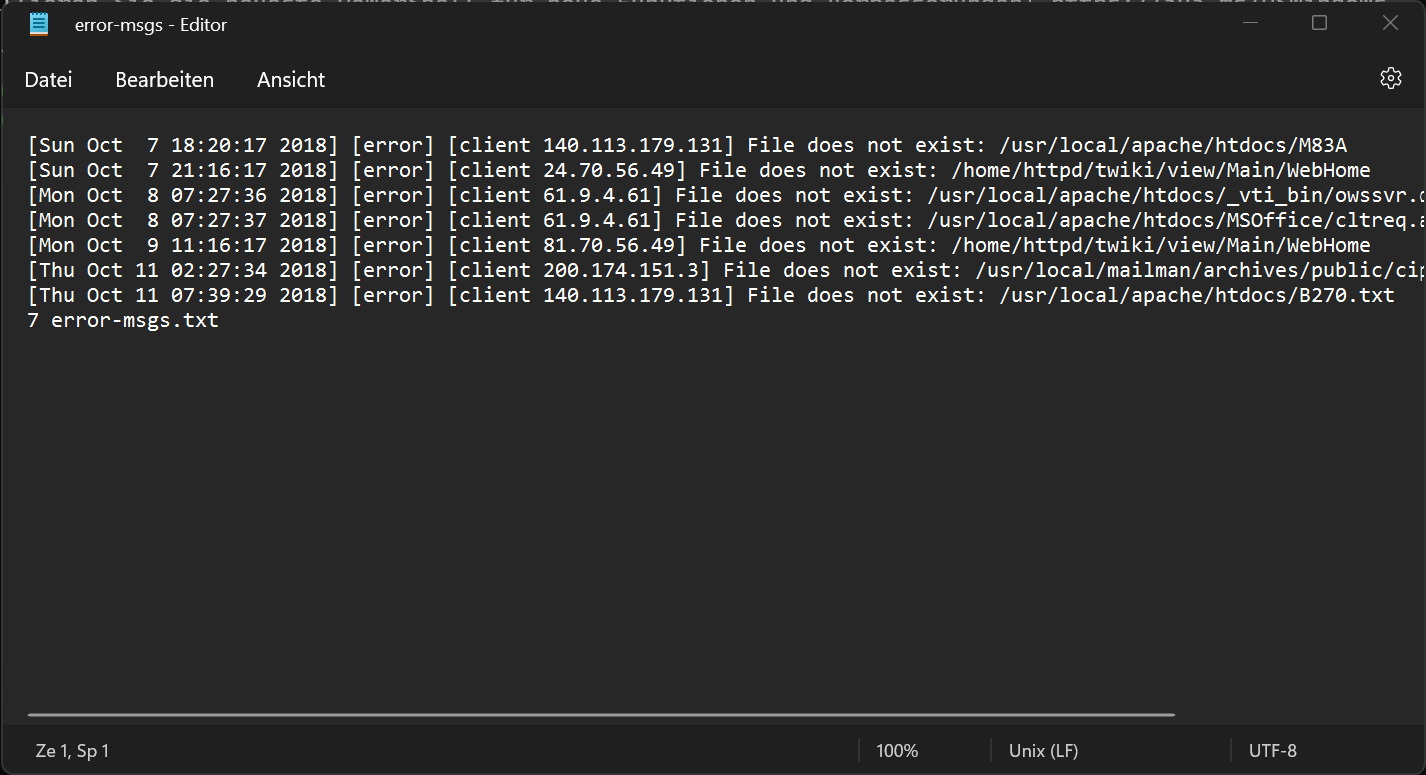 error-msgs - Editor
Datei Bearbeiten Ansicht
[Sun Oct  7 18:20:17 2018] [error] [client 140.113.179.131] File does not exist: /usr/local/apache/htdocs/M83A
[Sun Oct  7 21:16:17 2018] [error] [client 24.70.56.49] File does not exist: /home/httpd/twiki/view/Main/WebHome
[Mon Oct  8 07:27:36 2018] [error] [client 61.9.4.61] File does not exist: /usr/local/apache/htdocs/_vti_bin/owssvr.
[Mon Oct  8 07:27:37 2018] [error] [client 61.9.4.61] File does not exist: /usr/local/apache/htdocs/MSOffice/cltreq.a
[Mon Oct  9 11:16:17 2018] [error] [client 81.70.56.49] File does not exist: /home/httpd/twiki/view/Main/WebHome
[Thu Oct 11 02:27:34 2018] [error] [client 200.174.151.3] File does not exist: /usr/local/mailman/archives/public/cip
[Thu Oct 11 07:39:29 2018] [error] [client 140.113.179.131] File does not exist: /usr/local/apache/htdocs/B270.txt
7 error-msgs.txt
Ze 1, Sp 1 100% Unix (LF) UTF-8